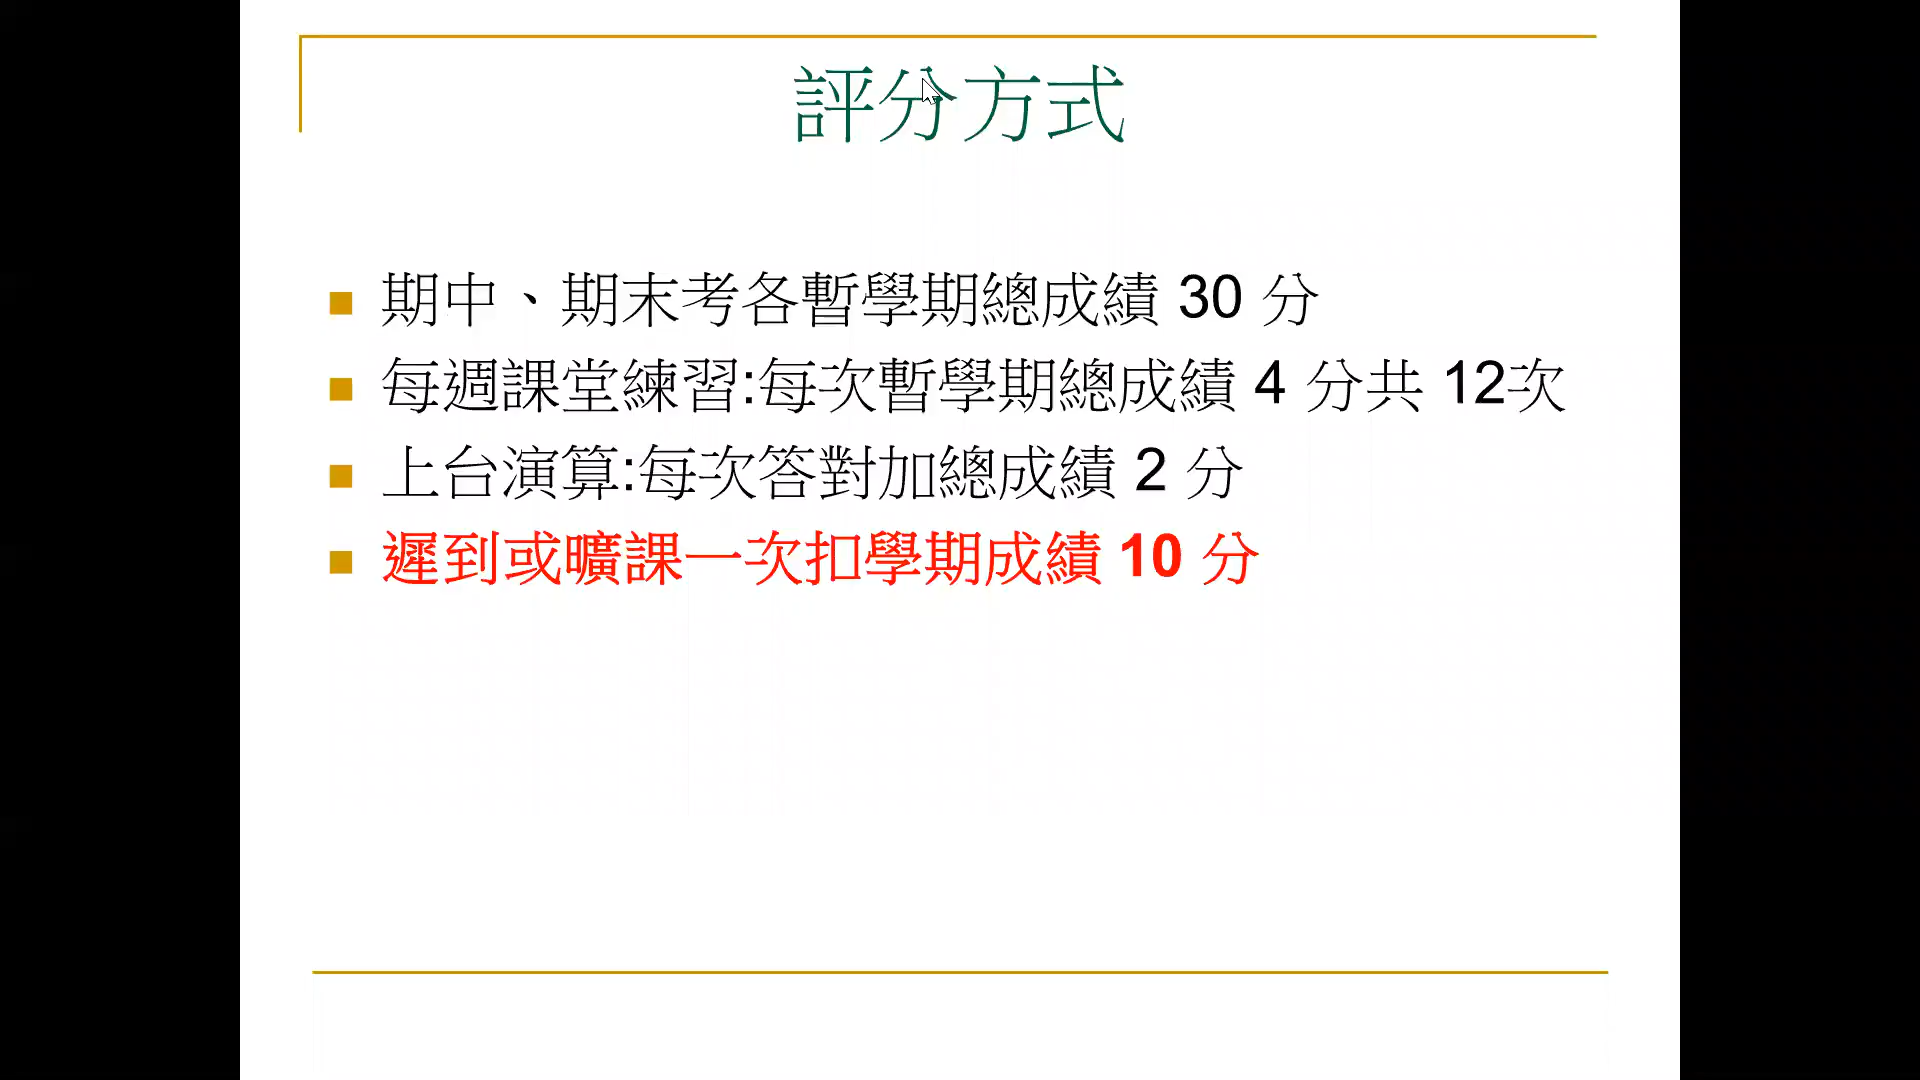 評分方式
期中、期末考各暫學期總成績 30 分
每週課堂練習:每次暫學期總成績 4 分共 12次
上台演算:每次答對加總成績 2 分
遲到或曠課一次扣學期成績 10 分